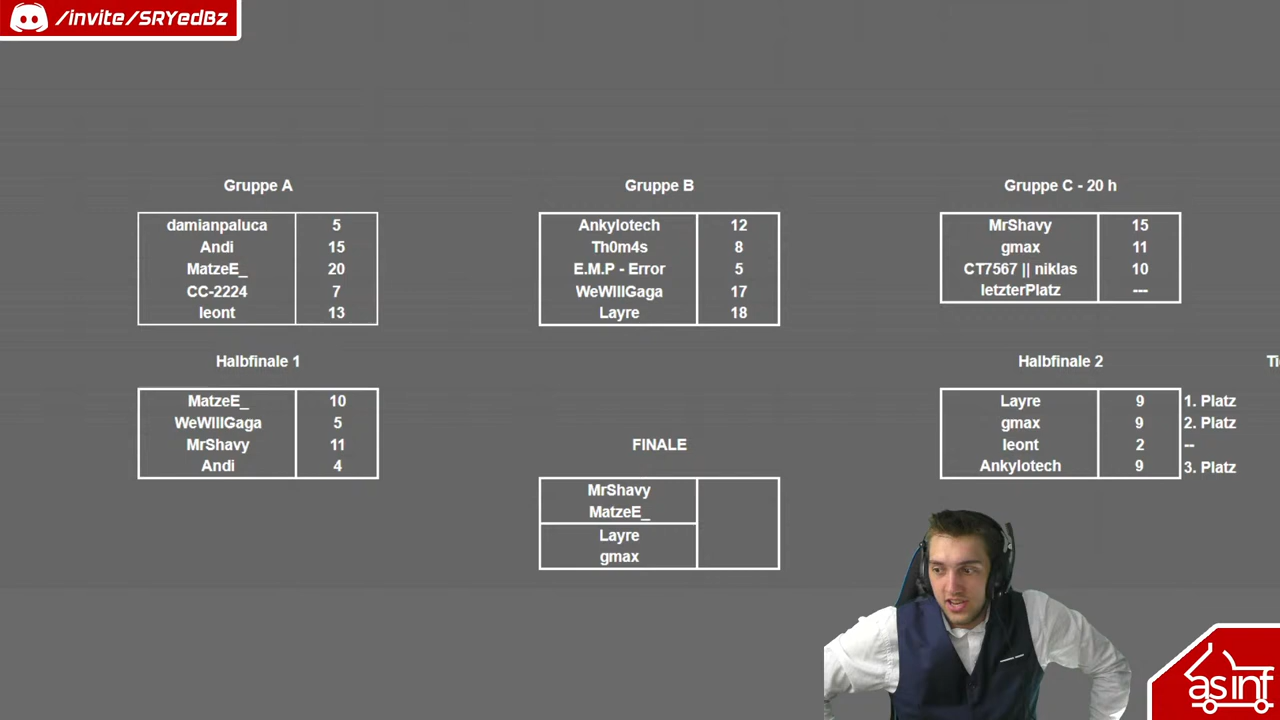 /invite/SRYedBz
Gruppe A
damianpaluca 5
Andi 15
MatzeE_ 20
CC-2224 7
leont 13
Gruppe B
Ankylotech 12
Th0m4s 8
E.M.P - Error 5
WeWIllGaga 17
Layre 18
Gruppe C - 20 h
MrShavy 15
gmax 11
CT7567 || niklas 10
letzterPlatz ---
Halbfinale 1
MatzeE_ 10
WeWIllGaga 5
MrShavy 11
Andi 4
FINALE
MrShavy
MatzeE_
Layre
gmax
Halbfinale 2
Layre 9 1. Platz
gmax 9 2. Platz
leont 2 --
Ankylotech 9 3. Platz
as inf